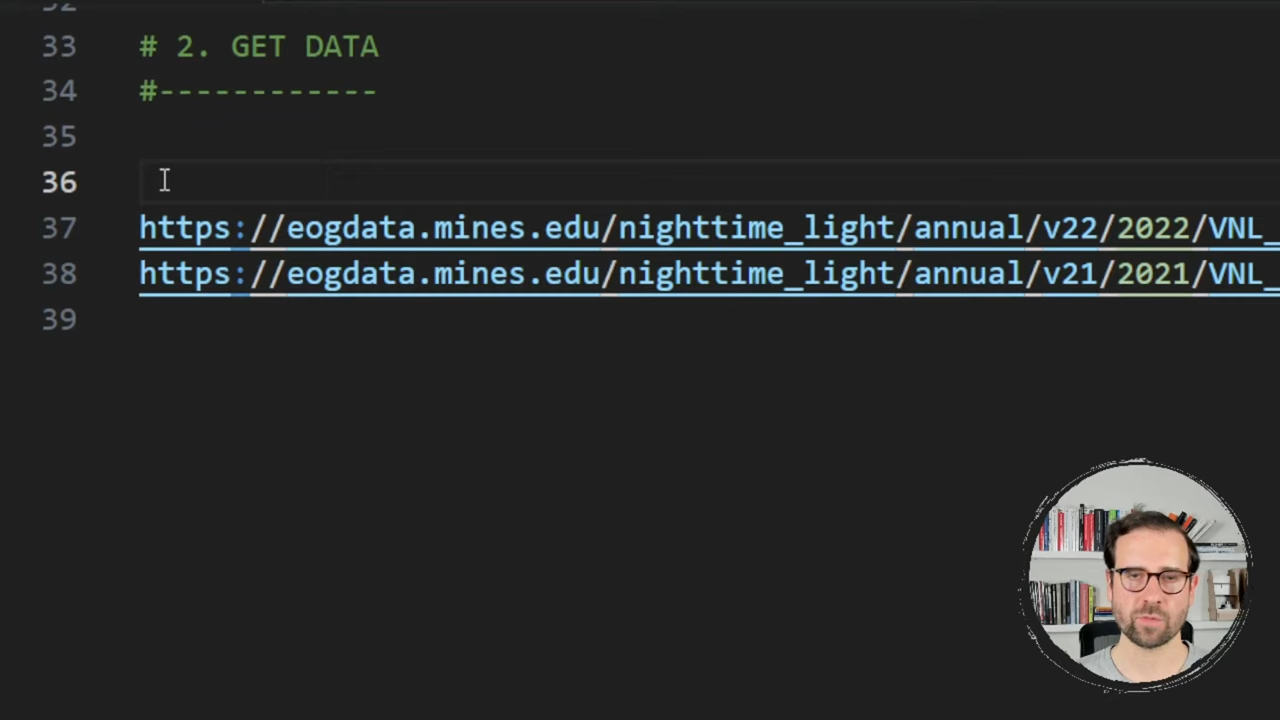 33 # 2. GET DATA
34 #------------
35
36
37 https://eogdata.mines.edu/nighttime_light/annual/v22/2022/VNL_
38 https://eogdata.mines.edu/nighttime_light/annual/v21/2021/VNL_
39